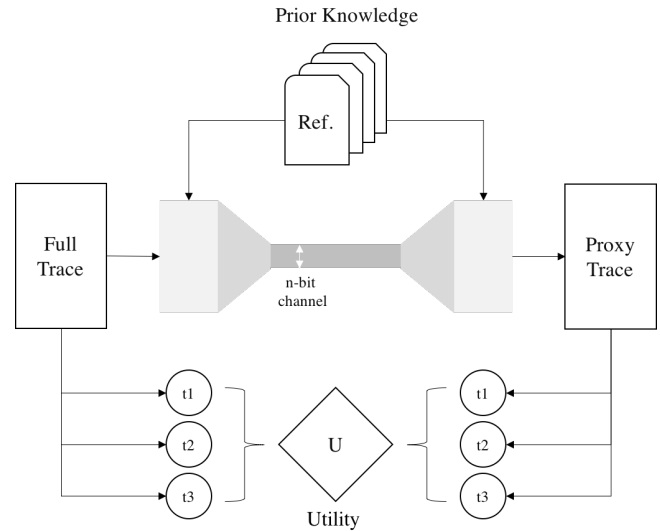 Prior Knowledge
Ref.
Full
Trace
n-bit
channel
Proxy
Trace
t1
t1
t2
U
t2
t3
t3
Utility